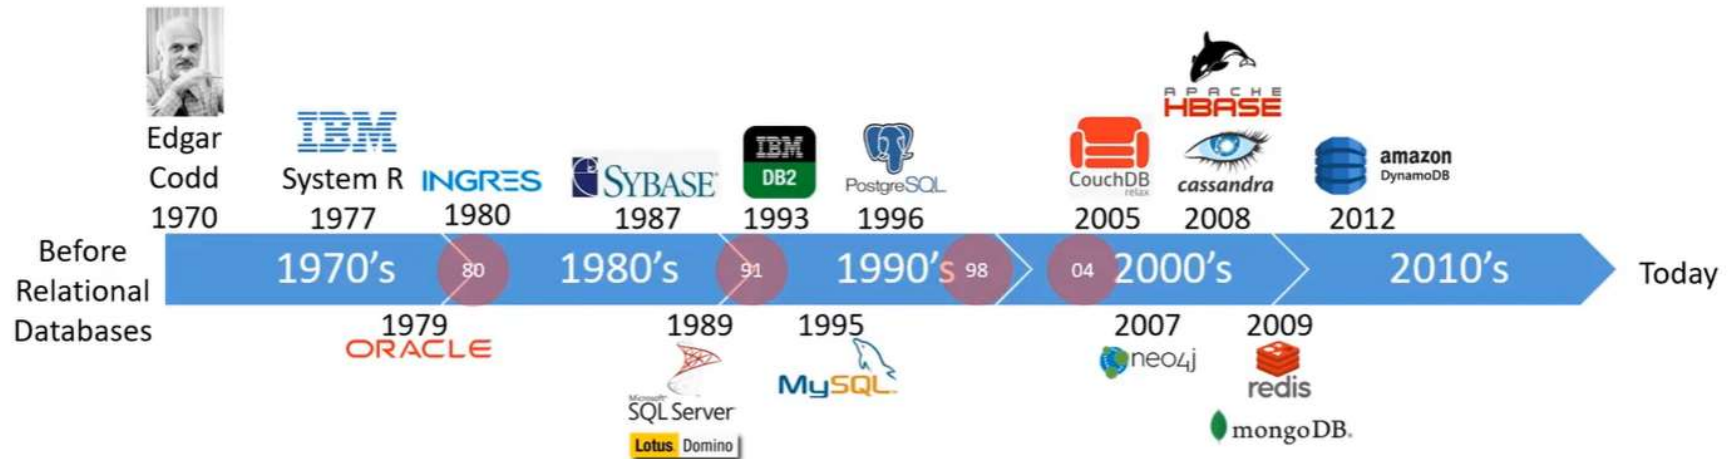 Edgar
Codd
1970
IBM
System R
1977
INGRES
1980
SYBASE
1987
IBM
DB2
1993
PostgreSQL
1996
CouchDB
relax
2005
APACHE
HBASE
cassandra
2008
amazon
DynamoDB
2012
Before
Relational
Databases
1970's
80
1980's
91
1990's
98
04
2000's
2010's
Today
1979
ORACLE
1989
Microsoft
SQL Server
Lotus Domino
1995
MySQL
2007
neo4j
2009
redis
mongoDB